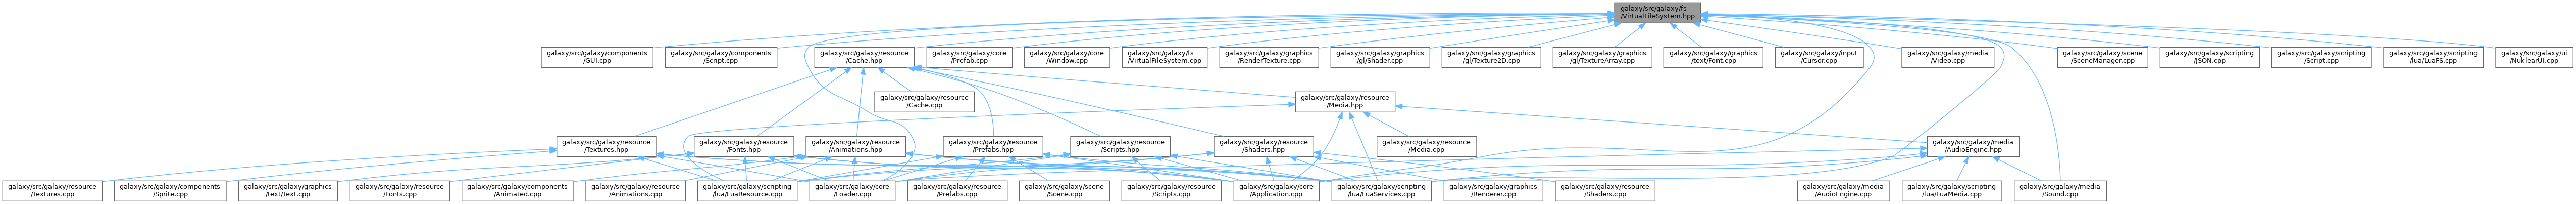 galaxy/src/galaxy/fs
/VirtualFileSystem.hpp
galaxy/src/galaxy/components
/GUI.cpp
galaxy/src/galaxy/components
/Script.cpp
galaxy/src/galaxy/resource
/Cache.hpp
galaxy/src/galaxy/core
/Prefab.cpp
galaxy/src/galaxy/core
/Window.cpp
galaxy/src/galaxy/fs
/VirtualFileSystem.cpp
galaxy/src/galaxy/graphics
/RenderTexture.cpp
galaxy/src/galaxy/graphics
/gl/Shader.cpp
galaxy/src/galaxy/graphics
/gl/Texture2D.cpp
galaxy/src/galaxy/graphics
/gl/TextureArray.cpp
galaxy/src/galaxy/graphics
/text/Font.cpp
galaxy/src/galaxy/input
/Cursor.cpp
galaxy/src/galaxy/media
/Video.cpp
galaxy/src/galaxy/scene
/SceneManager.cpp
galaxy/src/galaxy/scripting
/JSON.cpp
galaxy/src/galaxy/scripting
/Script.cpp
galaxy/src/galaxy/scripting
/lua/LuaFS.cpp
galaxy/src/galaxy/ui
/NuklearUI.cpp
galaxy/src/galaxy/resource
/Cache.cpp
galaxy/src/galaxy/resource
/Media.hpp
galaxy/src/galaxy/resource
/Textures.hpp
galaxy/src/galaxy/resource
/Fonts.hpp
galaxy/src/galaxy/resource
/Animations.hpp
galaxy/src/galaxy/resource
/Prefabs.hpp
galaxy/src/galaxy/resource
/Scripts.hpp
galaxy/src/galaxy/resource
/Shaders.hpp
galaxy/src/galaxy/resource
/Media.cpp
galaxy/src/galaxy/media
/AudioEngine.hpp
galaxy/src/galaxy/resource
/Textures.cpp
galaxy/src/galaxy/components
/Sprite.cpp
galaxy/src/galaxy/graphics
/text/Text.cpp
galaxy/src/galaxy/resource
/Fonts.cpp
galaxy/src/galaxy/components
/Animated.cpp
galaxy/src/galaxy/resource
/Animations.cpp
galaxy/src/galaxy/scripting
/lua/LuaResource.cpp
galaxy/src/galaxy/core
/Loader.cpp
galaxy/src/galaxy/resource
/Prefabs.cpp
galaxy/src/galaxy/scene
/Scene.cpp
galaxy/src/galaxy/resource
/Scripts.cpp
galaxy/src/galaxy/core
/Application.cpp
galaxy/src/galaxy/scripting
/lua/LuaServices.cpp
galaxy/src/galaxy/graphics
/Renderer.cpp
galaxy/src/galaxy/resource
/Shaders.cpp
galaxy/src/galaxy/media
/AudioEngine.cpp
galaxy/src/galaxy/scripting
/lua/LuaMedia.cpp
galaxy/src/galaxy/media
/Sound.cpp